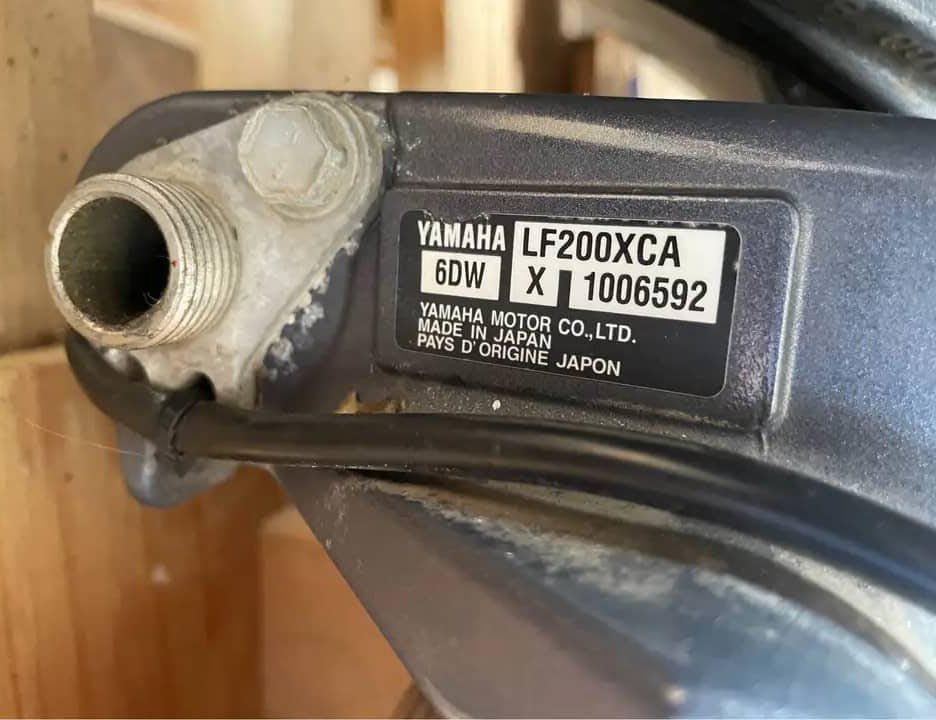 YAMAHA LF200XCA
6DW X 1006592
YAMAHA MOTOR CO.,LTD.
MADE IN JAPAN
PAYS D'ORIGINE JAPON